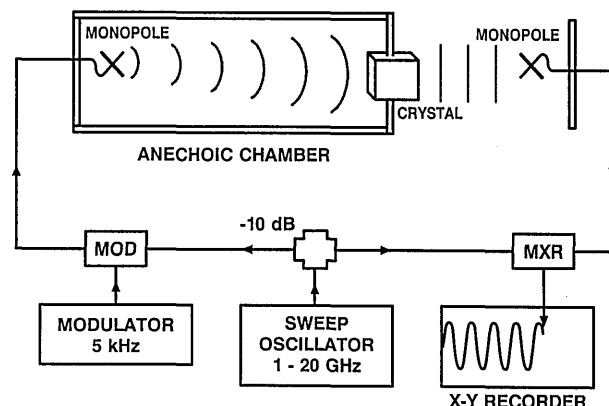 MONOPOLE
MONOPOLE
CRYSTAL
ANECHOIC CHAMBER
-10 dB
MOD
MXR
MODULATOR
5 kHz
SWEEP
OSCILLATOR
1 - 20 GHz
X-Y RECORDER